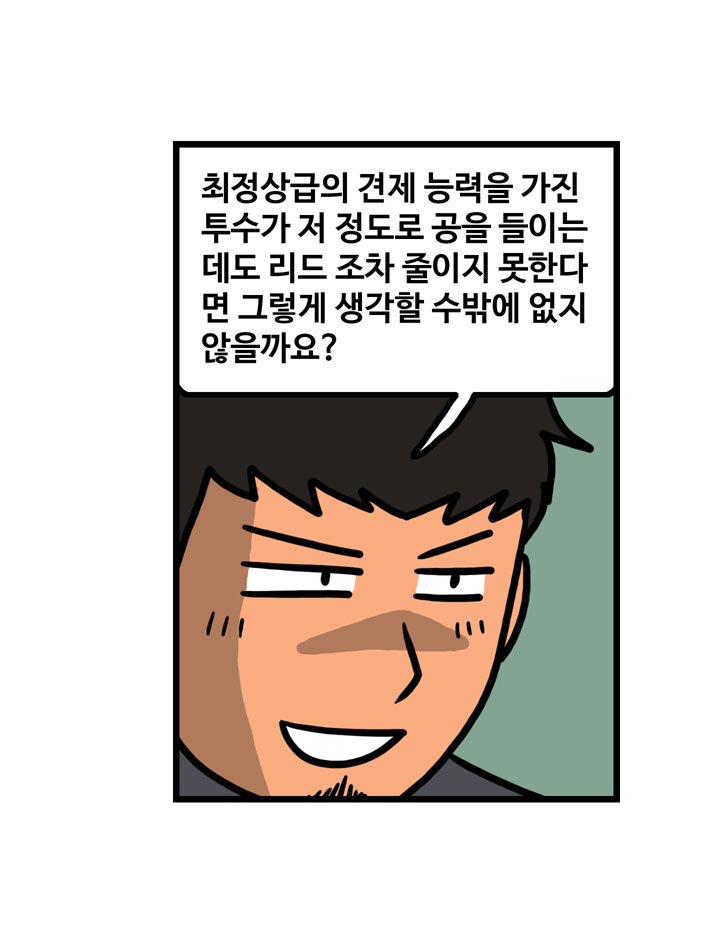 최정상급의 견제 능력을 가진
투수가 저 정도로 공을 들이는
데도 리드 조차 줄이지 못한다
면 그렇게 생각할 수밖에 없지
않을까요?